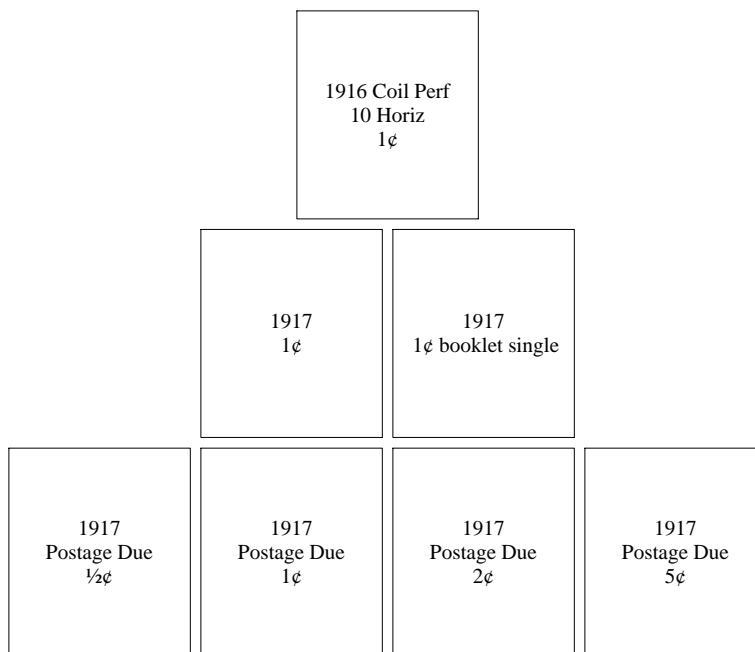 1916 Coil Perf
10 Horiz
1¢
1917
1¢
1917
1¢ booklet single
1917
Postage Due
½¢
1917
Postage Due
1¢
1917
Postage Due
2¢
1917
Postage Due
5¢